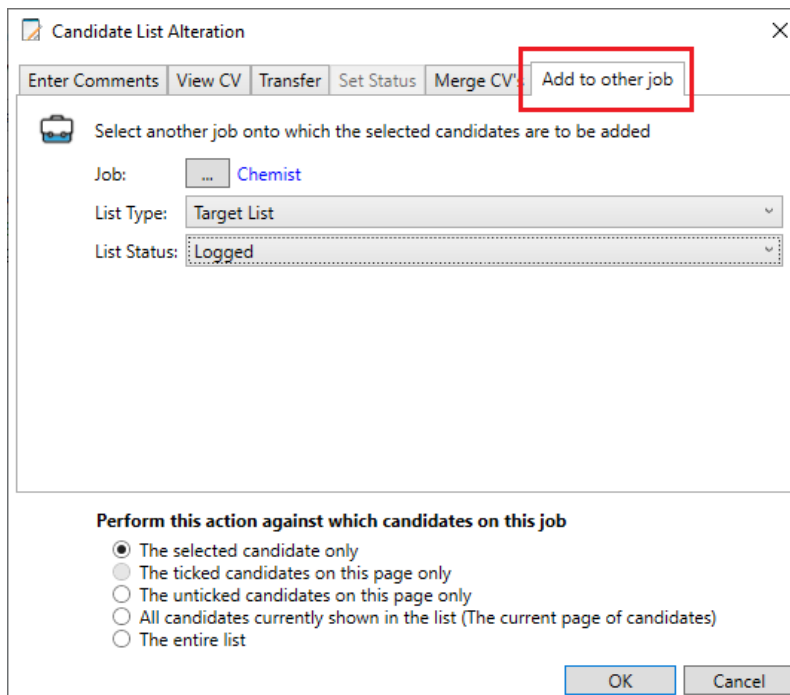 Candidate List Alteration
Enter Comments View CV Transfer Set Status Merge CV's Add to other job
Select another job onto which the selected candidates are to be added
Job: ... Chemist
List Type: Target List
List Status: Logged
Perform this action against which candidates on this job
The selected candidate only
The ticked candidates on this page only
The unticked candidates on this page only
All candidates currently shown in the list (The current page of candidates)
The entire list
OK Cancel